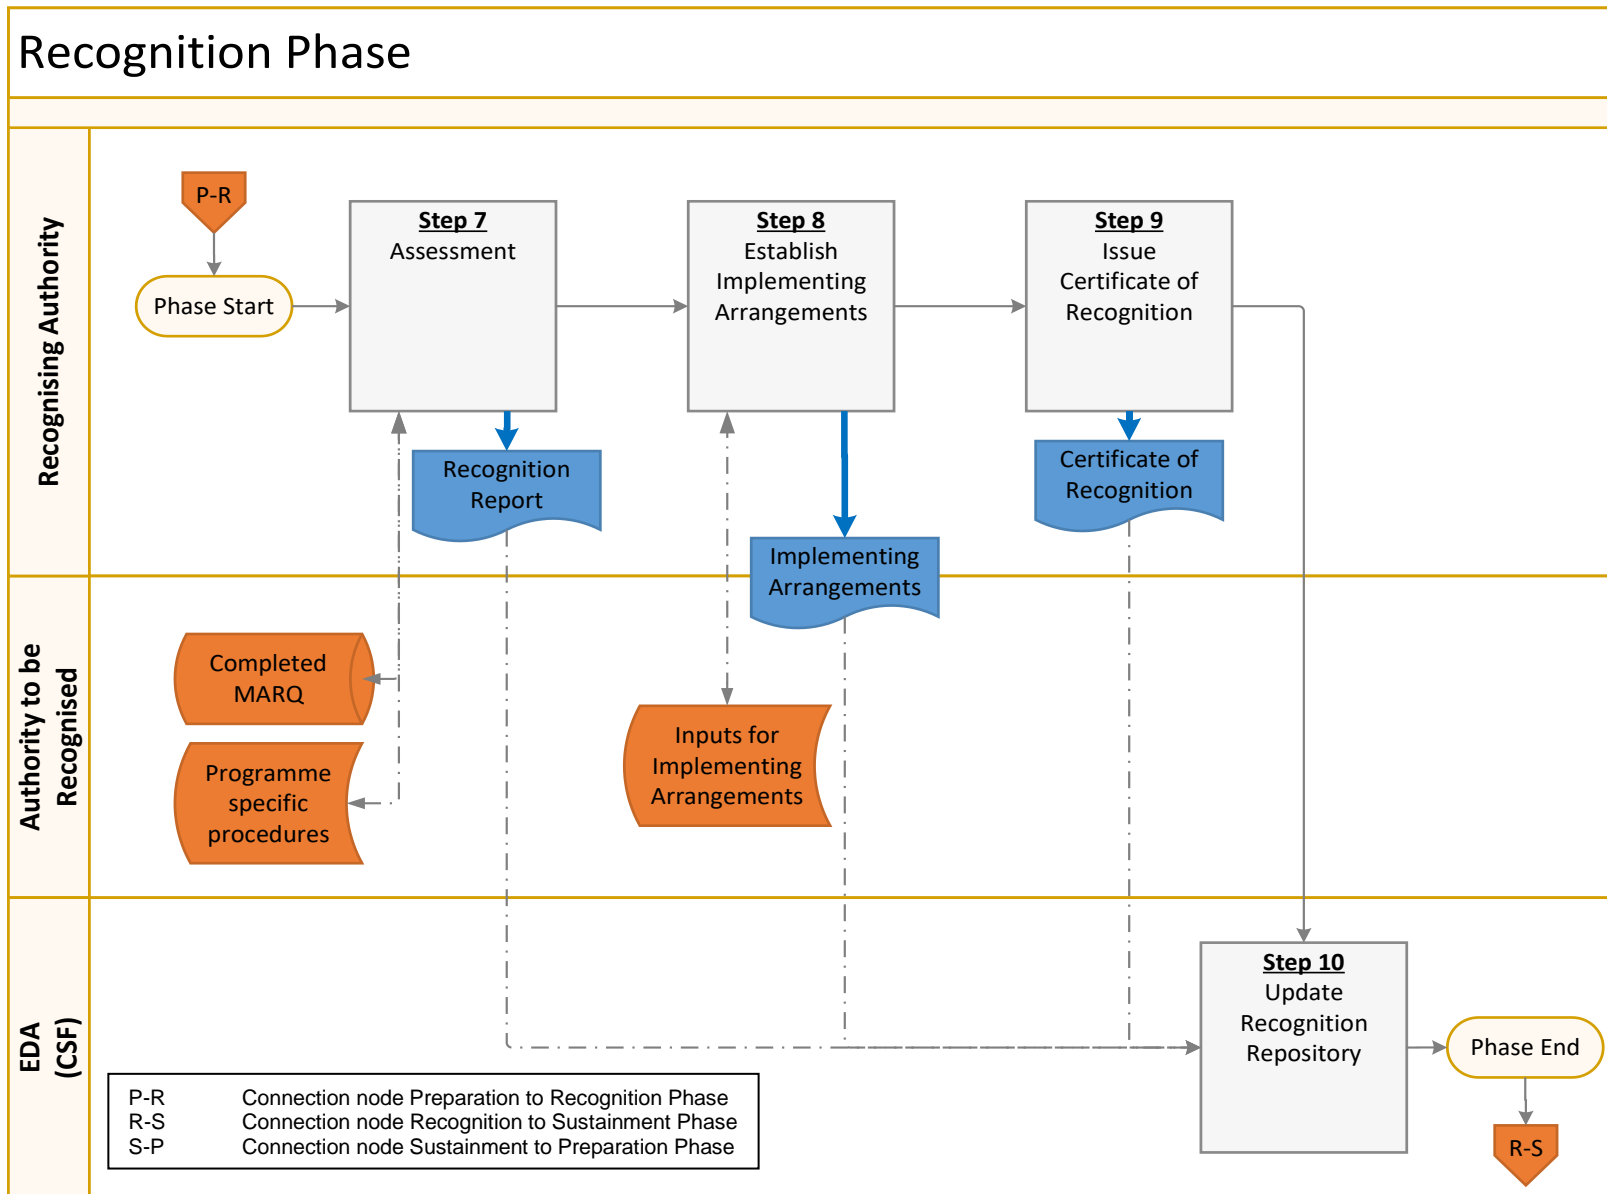 Recognition Phase
Recognising Authority
P-R
Phase Start
Step 7
Assessment
Step 8
Establish
Implementing
Arrangements
Step 9
Issue
Certificate of
Recognition
Recognition
Report
Certificate of
Recognition
Implementing
Arrangements
Authority to be
Recognised
Completed
MARQ
Programme
specific
procedures
Inputs for
Implementing
Arrangements
EDA
(CSF)
Step 10
Update
Recognition
Repository
Phase End
R-S
P-R Connection node Preparation to Recognition Phase
R-S Connection node Recognition to Sustainment Phase
S-P Connection node Sustainment to Preparation Phase